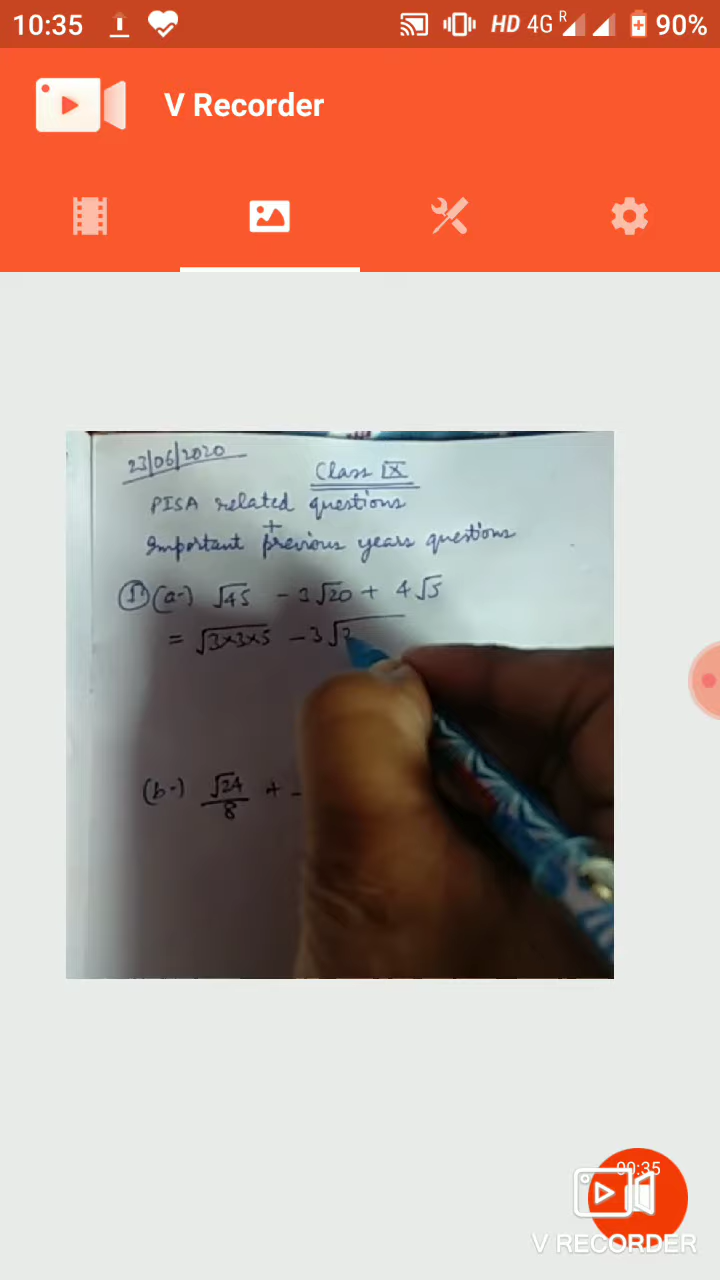 10:35 HD 4G R 90%
V Recorder
23/06/2020
Class IX
PISA related questions
+
Important previous years questions
1) (a-) √45 - 3√20 + 4√5
= √3×3×5 - 3√2
(b-) √24/8 + -
00:35
V RECORDER